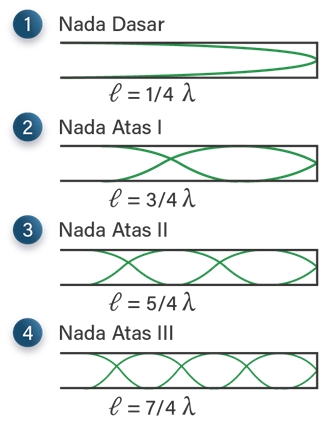 1 Nada Dasar
ℓ = 1/4 λ
2 Nada Atas I
ℓ = 3/4 λ
3 Nada Atas II
ℓ = 5/4 λ
4 Nada Atas III
ℓ = 7/4 λ